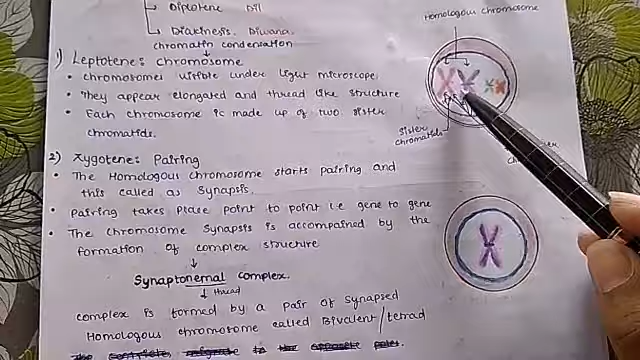 Diplotene Dil
Diakinesis. Diwana.
chromatin condensation
Homologous chromosome
1) Leptotene: chromosome
• chromosomes visible under light microscope
• They appear elongated and thread like structure
• Each chromosome is made up of two sister
chromatids.
sister
chromatids
2) Zygotene: Pairing
• The Homologous chromosome starts pairing and
this called as Synapsis.
• Pairing takes place point to point i.e gene to gene
• The chromosome Synapsis is accompained by the
formation of complex structure
Synaptonemal complex.
thread
complex is formed by a pair of synapsed
Homologous chromosome called Bivalent/tetrad